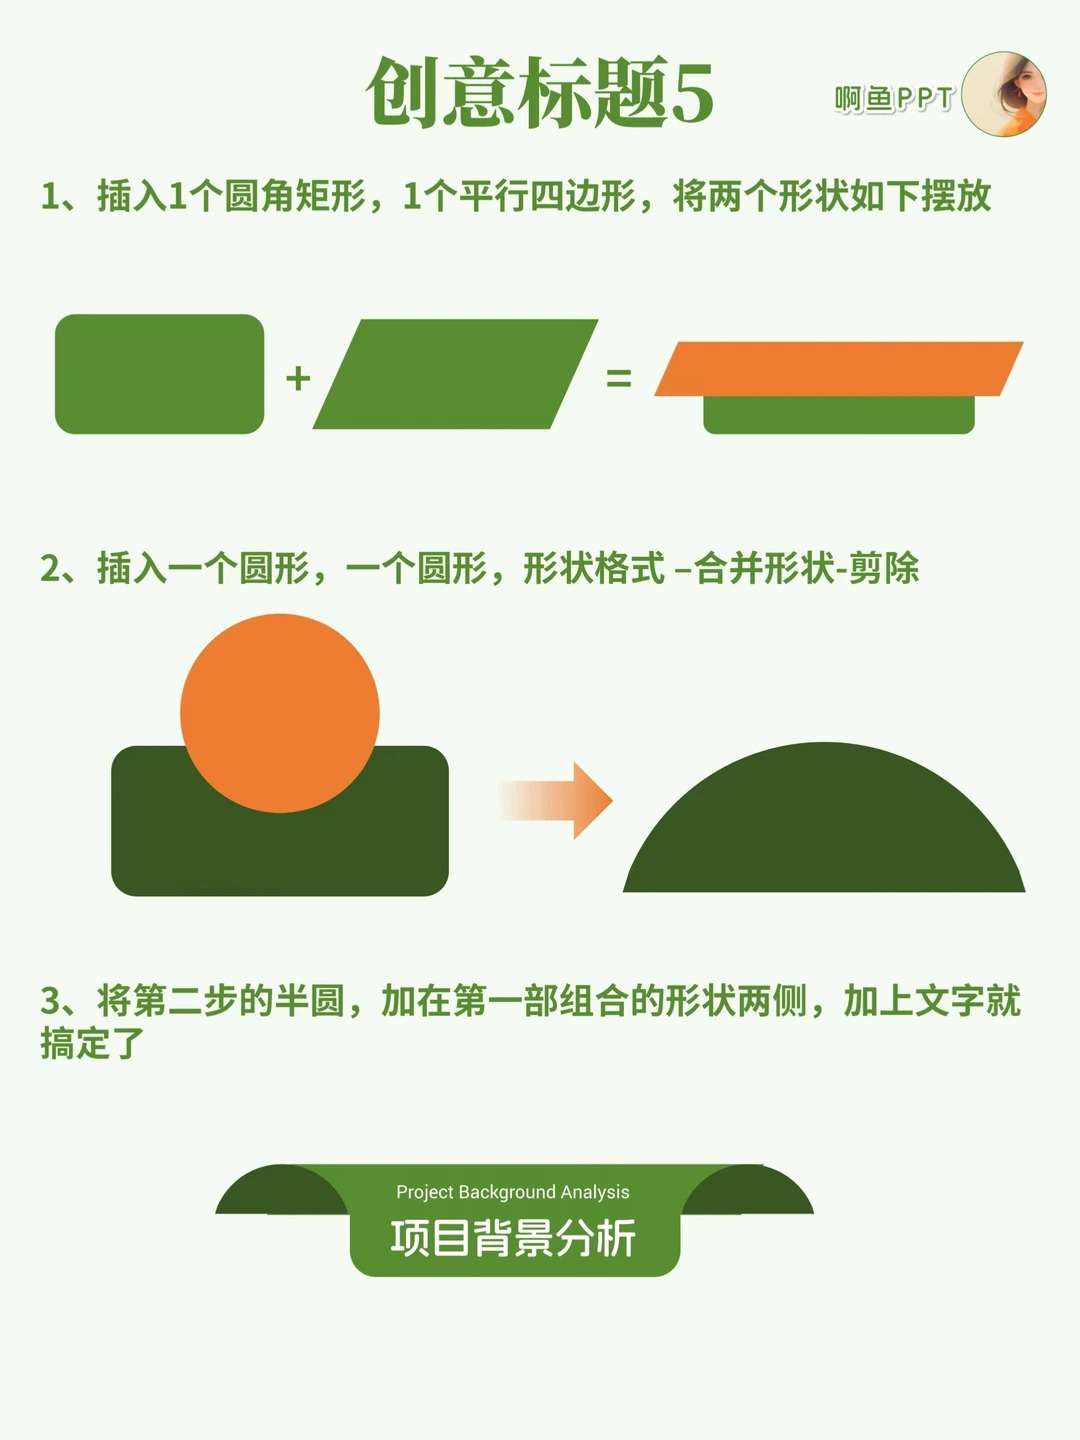 创意标题5
啊鱼PPT
1、插入1个圆角矩形，1个平行四边形，将两个形状如下摆放
+
=
2、插入一个圆形，一个圆形，形状格式 –合并形状-剪除
3、将第二步的半圆，加在第一部组合的形状两侧，加上文字就
搞定了
Project Background Analysis
项目背景分析